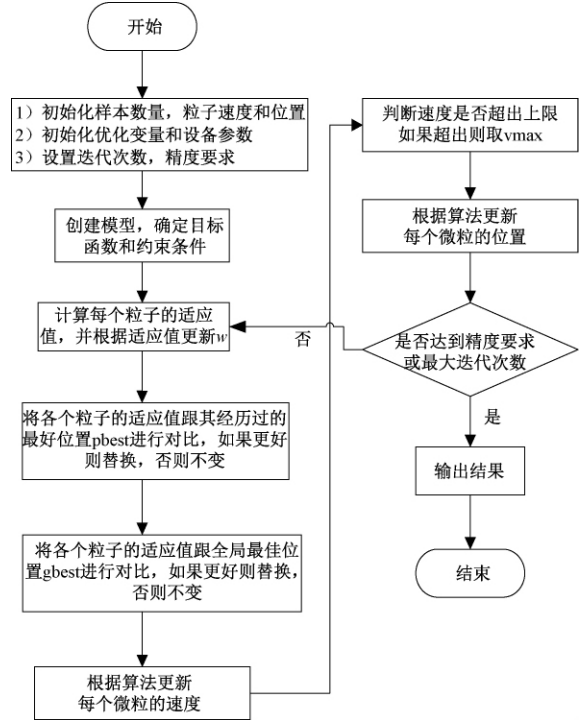 开始
1）初始化样本数量，粒子速度和位置
2）初始化优化变量和设备参数
3）设置迭代次数，精度要求
创建模型，确定目标
函数和约束条件
计算每个粒子的适应
值，并根据适应值更新w
将各个粒子的适应值跟其经历过的
最好位置pbest进行对比，如果更好
则替换，否则不变
将各个粒子的适应值跟全局最佳位
置gbest进行对比，如果更好则替换，
否则不变
根据算法更新
每个微粒的速度
判断速度是否超出上限
如果超出则取vmax
根据算法更新
每个微粒的位置
是否达到精度要求
或最大迭代次数
否
是
输出结果
结束